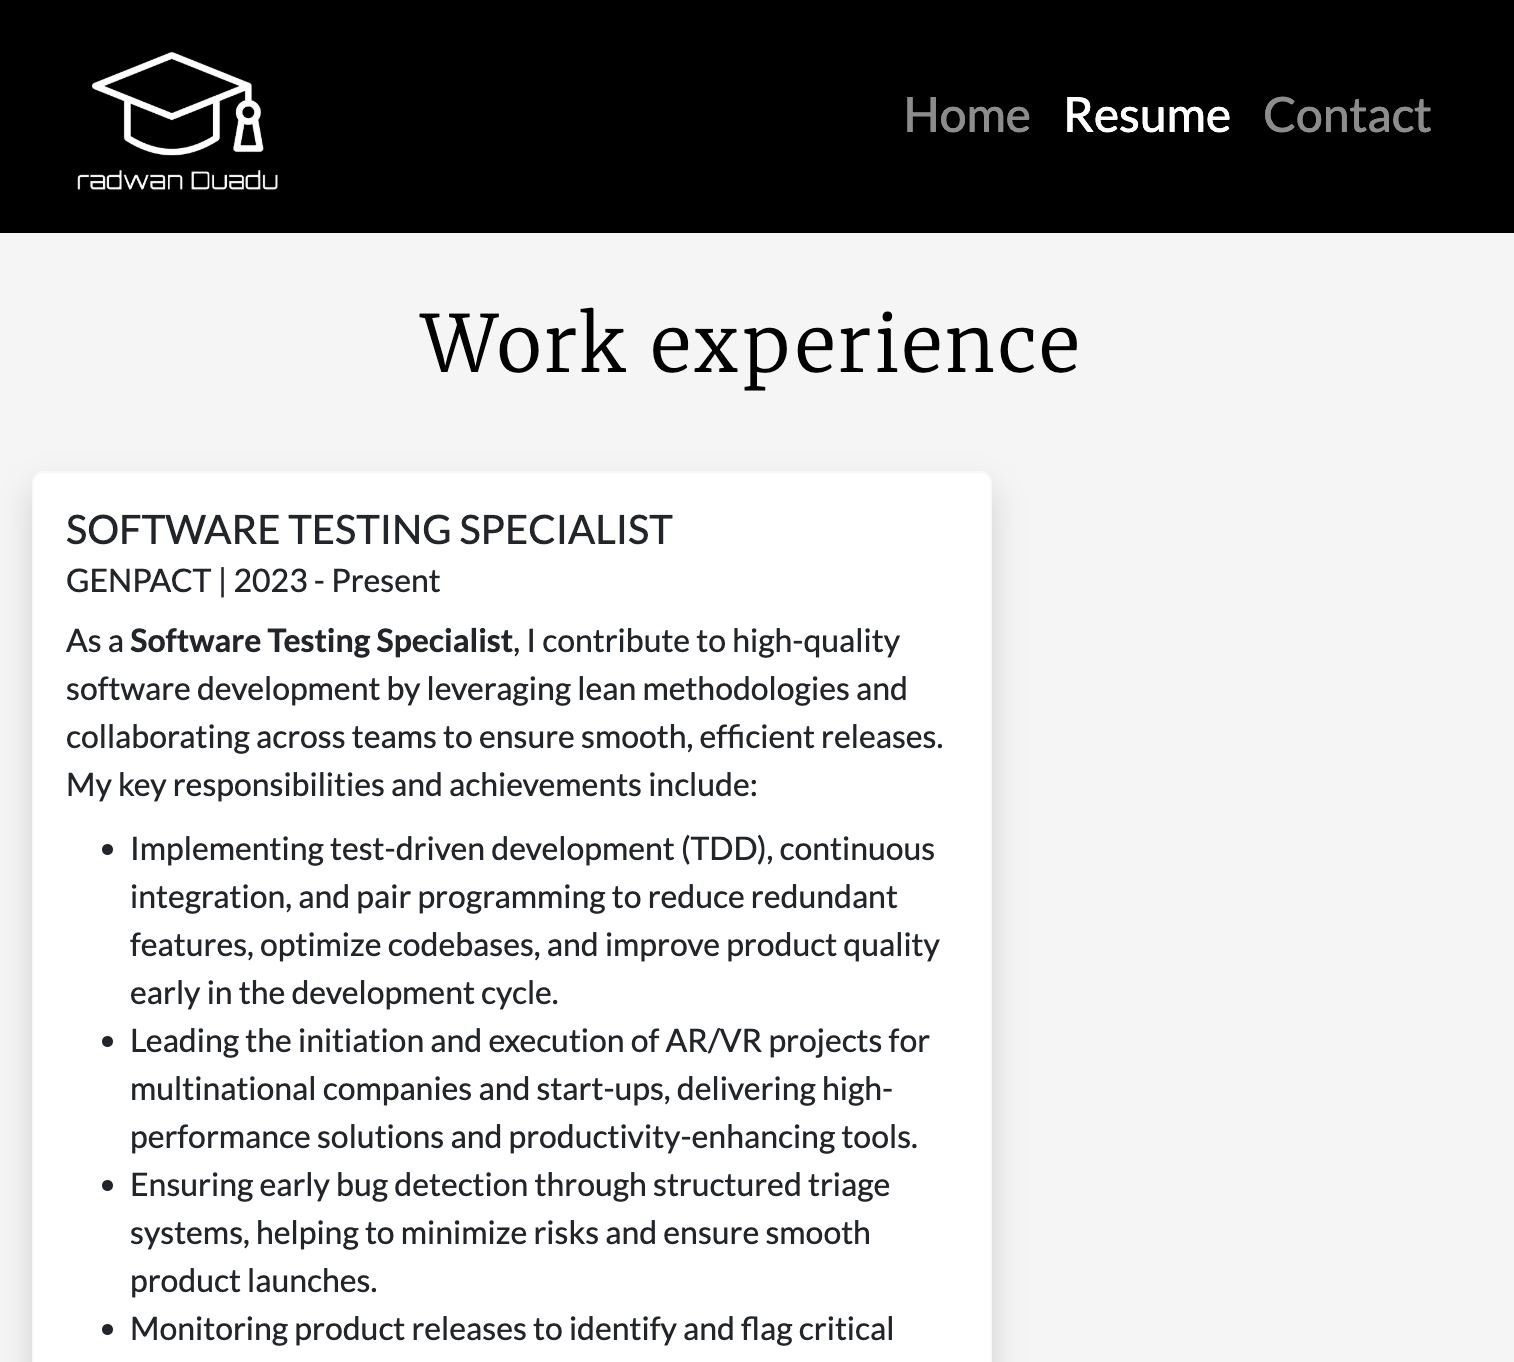 radwan Duadu
Home Resume Contact
Work experience
SOFTWARE TESTING SPECIALIST
GENPACT | 2023 - Present
As a Software Testing Specialist, I contribute to high-quality
software development by leveraging lean methodologies and
collaborating across teams to ensure smooth, efficient releases.
My key responsibilities and achievements include:
• Implementing test-driven development (TDD), continuous
integration, and pair programming to reduce redundant
features, optimize codebases, and improve product quality
early in the development cycle.
• Leading the initiation and execution of AR/VR projects for
multinational companies and start-ups, delivering high-
performance solutions and productivity-enhancing tools.
• Ensuring early bug detection through structured triage
systems, helping to minimize risks and ensure smooth
product launches.
• Monitoring product releases to identify and flag critical